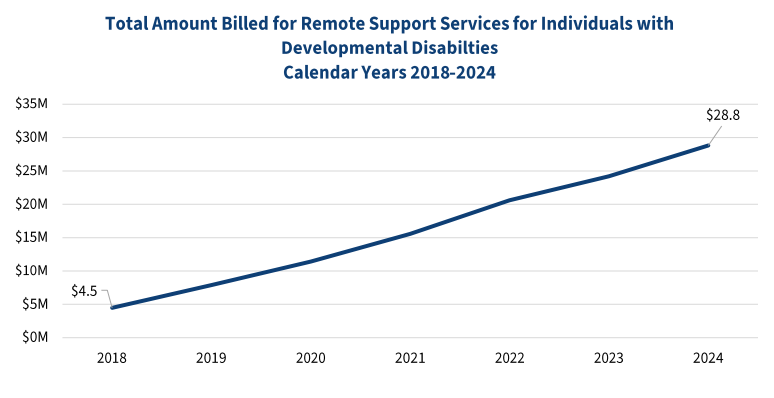 Total Amount Billed for Remote Support Services for Individuals with
Developmental Disabilties
Calendar Years 2018-2024
$35M
$30M
$25M
$20M
$15M
$10M
$5M
$0M
$4.5
$28.8
2018
2019
2020
2021
2022
2023
2024